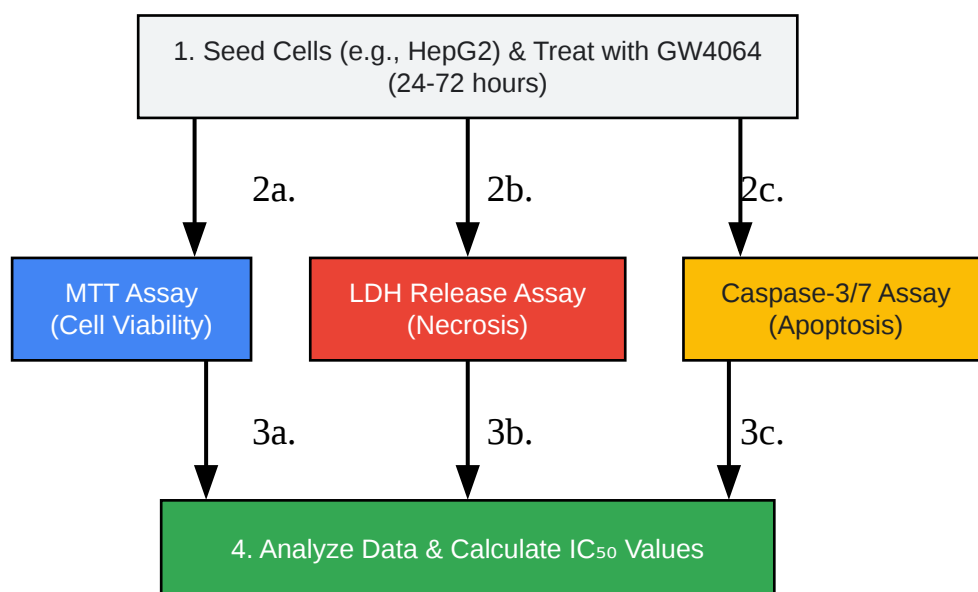 1. Seed Cells (e.g., HepG2) & Treat with GW4064
(24-72 hours)
2a.
2b.
2c.
MTT Assay
(Cell Viability)
LDH Release Assay
(Necrosis)
Caspase-3/7 Assay
(Apoptosis)
3a.
3b.
3c.
4. Analyze Data & Calculate IC₅₀ Values